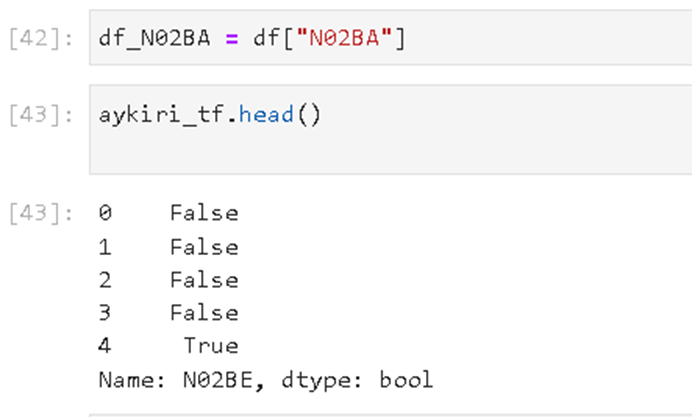 [42]: df_N02BA = df["N02BA"]
[43]: aykiri_tf.head()
[43]: 0 False
1 False
2 False
3 False
4 True
Name: N02BE, dtype: bool